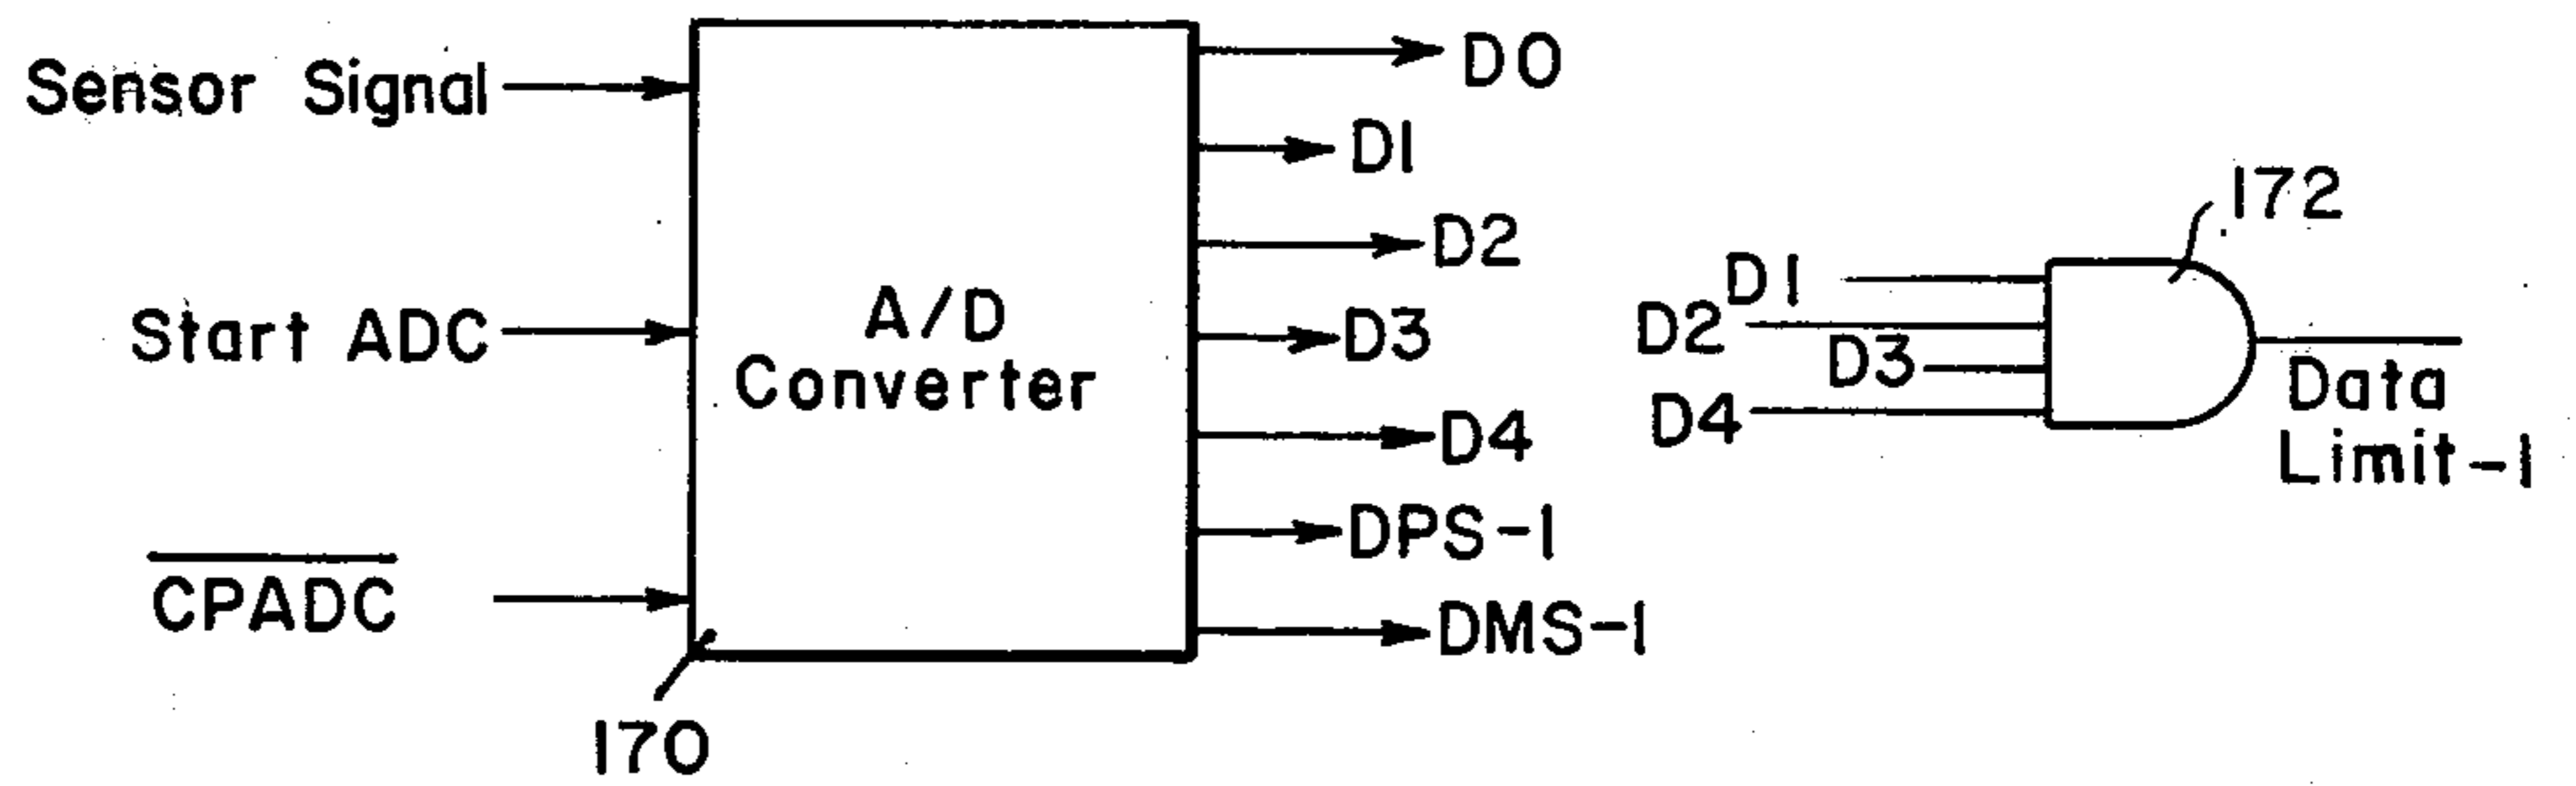 Sensor Signal
Start ADC
CPADC
A/D
Converter
170
D0
D1
D2
D3
D4
DPS-1
DMS-1
172
D1
D2
D3
D4
Data
Limit-1